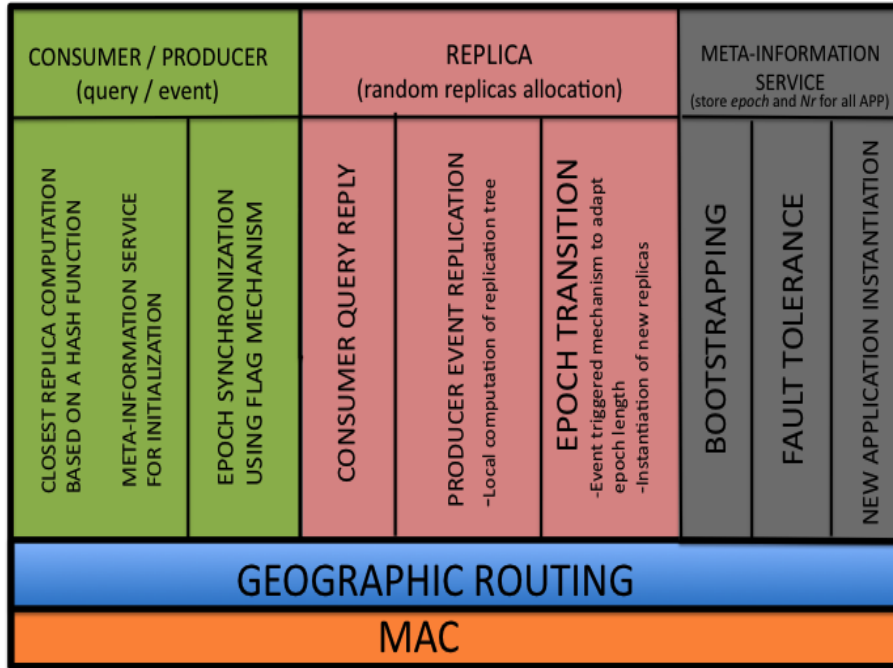 CONSUMER / PRODUCER
(query / event)
REPLICA
(random replicas allocation)
META-INFORMATION
SERVICE
(store epoch and Nr for all APP)
CLOSEST REPLICA COMPUTATION
BASED ON A HASH FUNCTION
META-INFORMATION SERVICE
FOR INITIALIZATION
EPOCH SYNCHRONIZATION
USING FLAG MECHANISM
CONSUMER QUERY REPLY
PRODUCER EVENT REPLICATION
-Local computation of replication tree
EPOCH TRANSITION
-Event triggered mechanism to adapt
epoch length
-Instantiation of new replicas
BOOTSTRAPPING
FAULT TOLERANCE
NEW APPLICATION INSTANTIATION
GEOGRAPHIC ROUTING
MAC